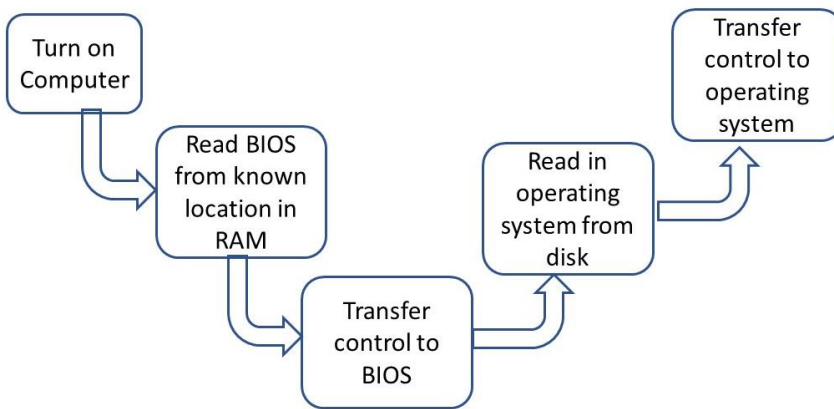 Turn on
Computer
Read BIOS
from known
location in
RAM
Transfer
control to
BIOS
Read in
operating
system from
disk
Transfer
control to
operating
system